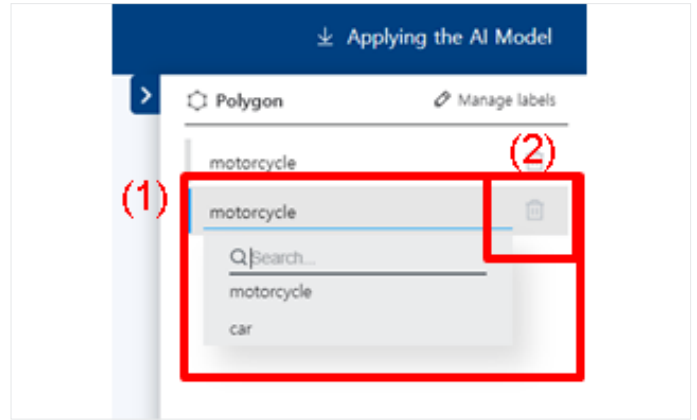 Applying the AI Model
Polygon Manage labels
motorcycle (2)
(1) motorcycle
Search...
motorcycle
car